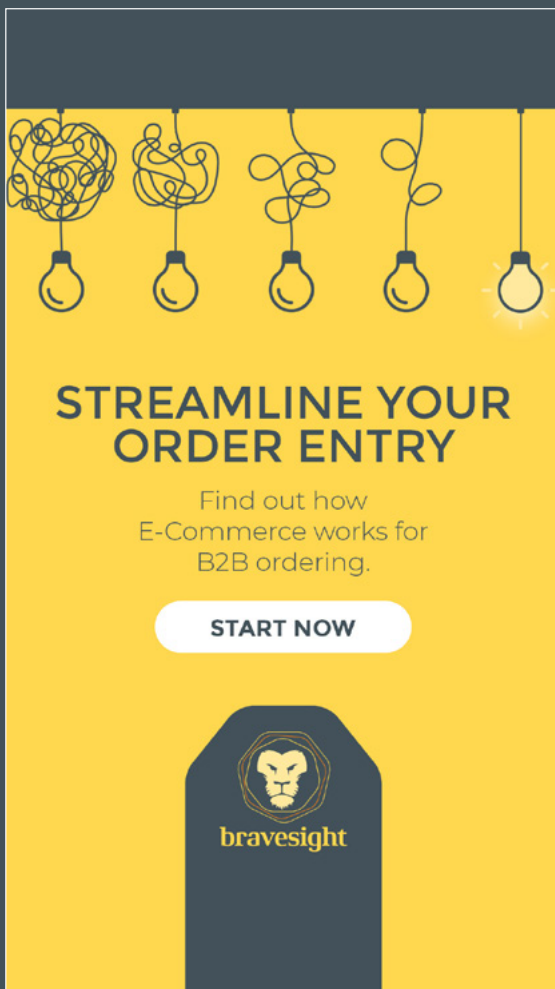 STREAMLINE YOUR
ORDER ENTRY
Find out how
E-Commerce works for
B2B ordering.
START NOW
bravesight